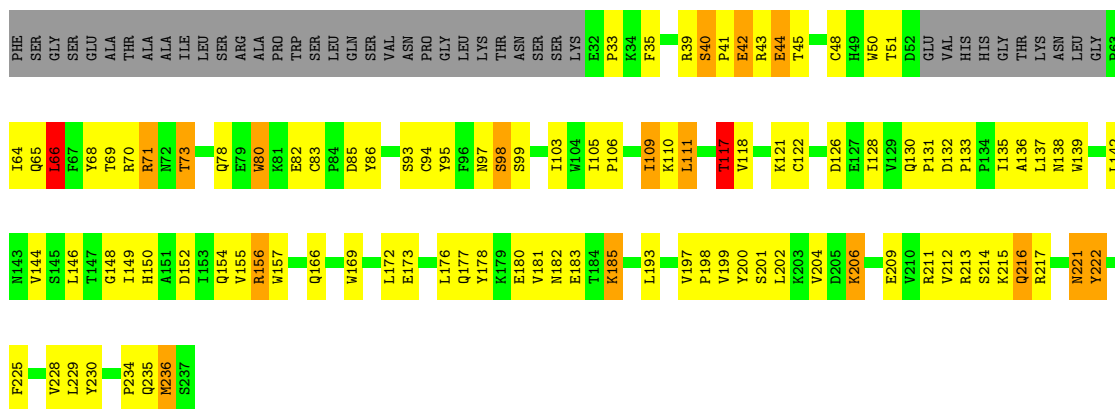 PHE SER GLY SER GLU ALA THR ALA ALA ILE LEU SER ARG ALA PRO TRP SER LEU GLN SER VAL ASN PRO GLY LEU LYS THR ASN SER SER LYS E32 P33 K34 F35 R39 S40 P41 E42 R43 E44 T45 C48 H49 W50 T51 D52 GLU VAL HIS HIS GLY THR LYS ASN LEU GLY R63
I64 Q65 L66 F67 Y68 T69 R70 R71 N72 T73 Q78 E79 W80 K81 E82 C83 P84 D85 Y86 S93 C94 Y95 F96 N97 S98 S99 I103 W104 I105 P106 I109 K110 L111 T117 V118 K121 C122 D126 E127 I128 V129 Q130 P131 D132 P133 P134 I135 A136 L137 N138 W139 L142
N143 V144 S145 L146 T147 G148 I149 H150 A151 D152 I153 Q154 V155 R156 W157 Q166 W169 L172 E173 L176 Q177 Y178 K179 E180 V181 N182 E183 T184 K185 L193 V197 P198 V199 Y200 S201 L202 K203 V204 D205 K206 E209 V210 R211 V212 R213 S214 K215 Q216 R217 N221 Y222
F225 V228 L229 Y230 P234 Q235 M236 S237